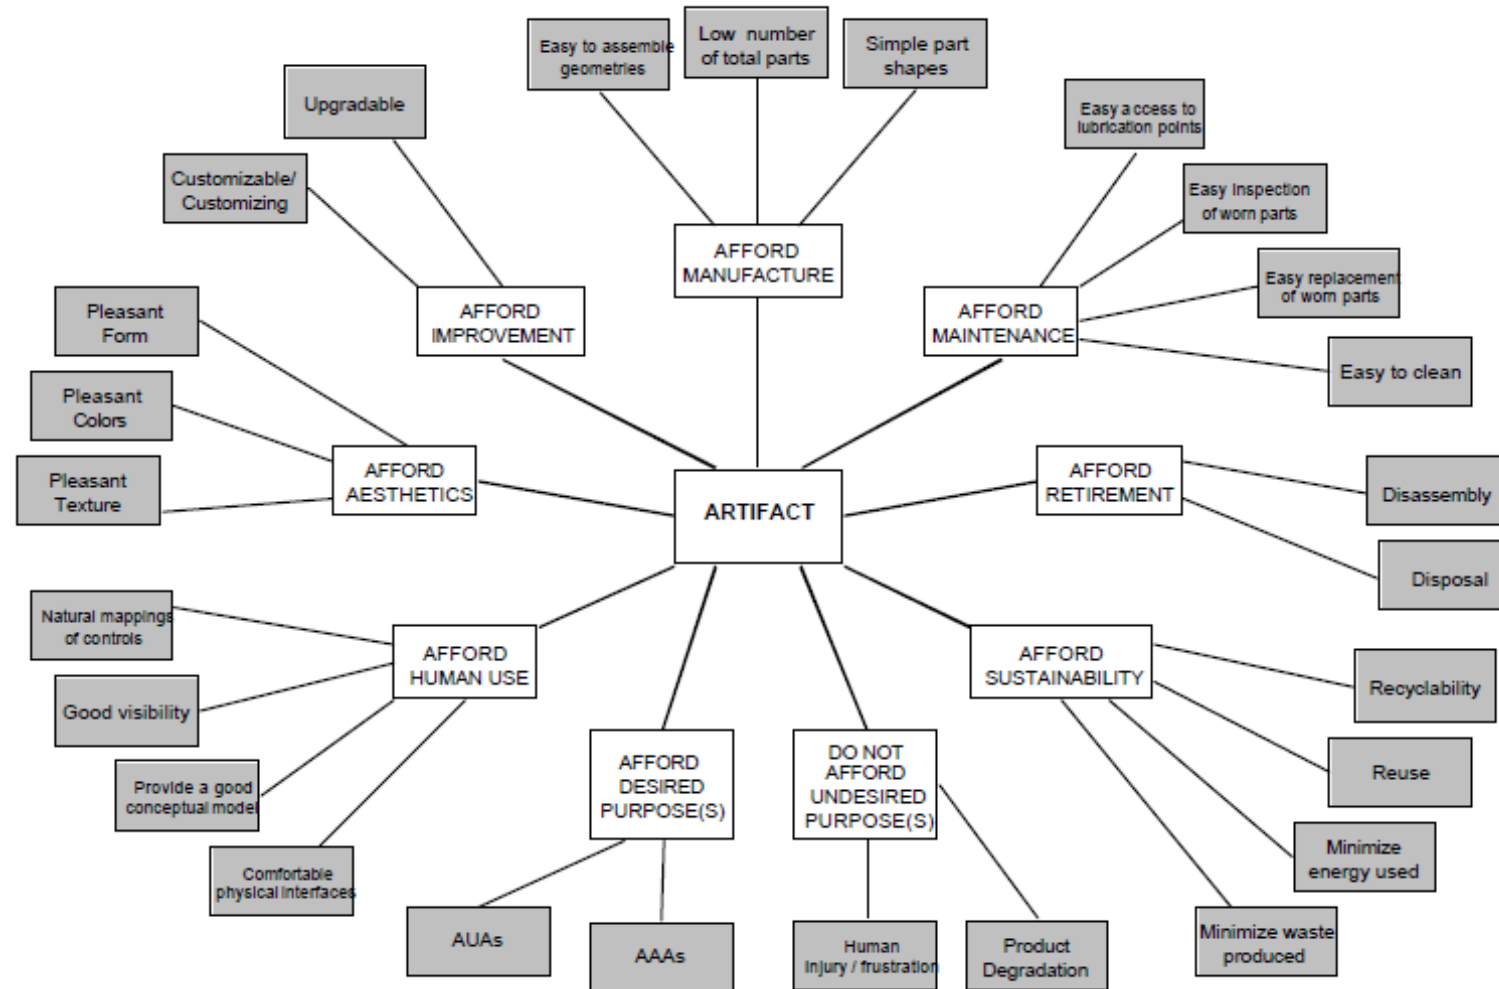 Easy to assemble
geometries
Low number
of total parts
Simple part
shapes
Upgradable
Easy access to
lubrication points
Customizable/
Customizing
Easy Inspection
of worn parts
AFFORD
MANUFACTURE
Easy replacement
of worn parts
Pleasant
Form
AFFORD
IMPROVEMENT
AFFORD
MAINTENANCE
Easy to clean
Pleasant
Colors
AFFORD
AESTHETICS
AFFORD
RETIREMENT
Pleasant
Texture
ARTIFACT
Disassembly
Disposal
Natural mappings
of controls
AFFORD
HUMAN USE
AFFORD
SUSTAINABILITY
Recyclability
Good visibility
Reuse
Provide a good
conceptual model
AFFORD
DESIRED
PURPOSE(S)
DO NOT
AFFORD
UNDESIRED
PURPOSE(S)
Minimize
energy used
Comfortable
physical interfaces
AUAs
AAAs
Human
Injury / frustration
Product
Degradation
Minimize waste
produced